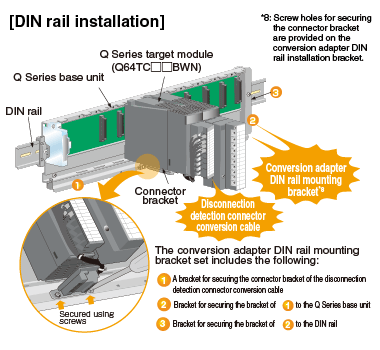 [DIN rail installation]
*8: Screw holes for securing
the connector bracket
are provided on the
conversion adapter DIN
rail installation bracket.
Q Series target module
(Q64TC□□BWN)
Q Series base unit
DIN rail
3
2
1
Connector
bracket
Conversion adapter
DIN rail mounting
bracket*8
Disconnection
detection connector
conversion cable
Secured using
screws
The conversion adapter DIN rail mounting
bracket set includes the following:
1 A bracket for securing the connector bracket of the disconnection
detection connector conversion cable
2 Bracket for securing the bracket of 1 to the Q Series base unit
3 Bracket for securing the bracket of 2 to the DIN rail